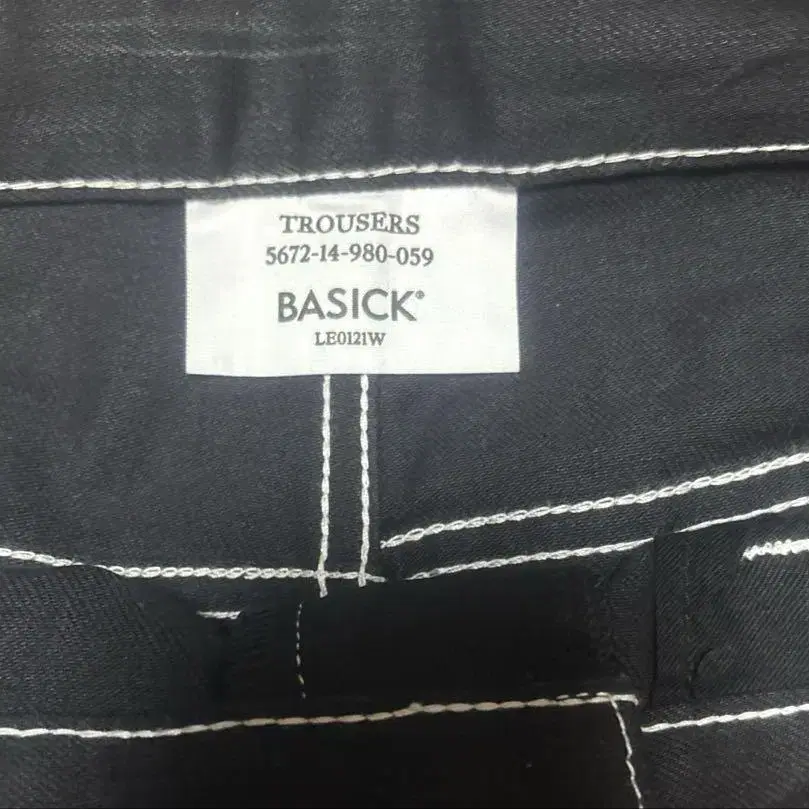 TROUSERS
5672-14-980-059
BASICK®
LE0121W